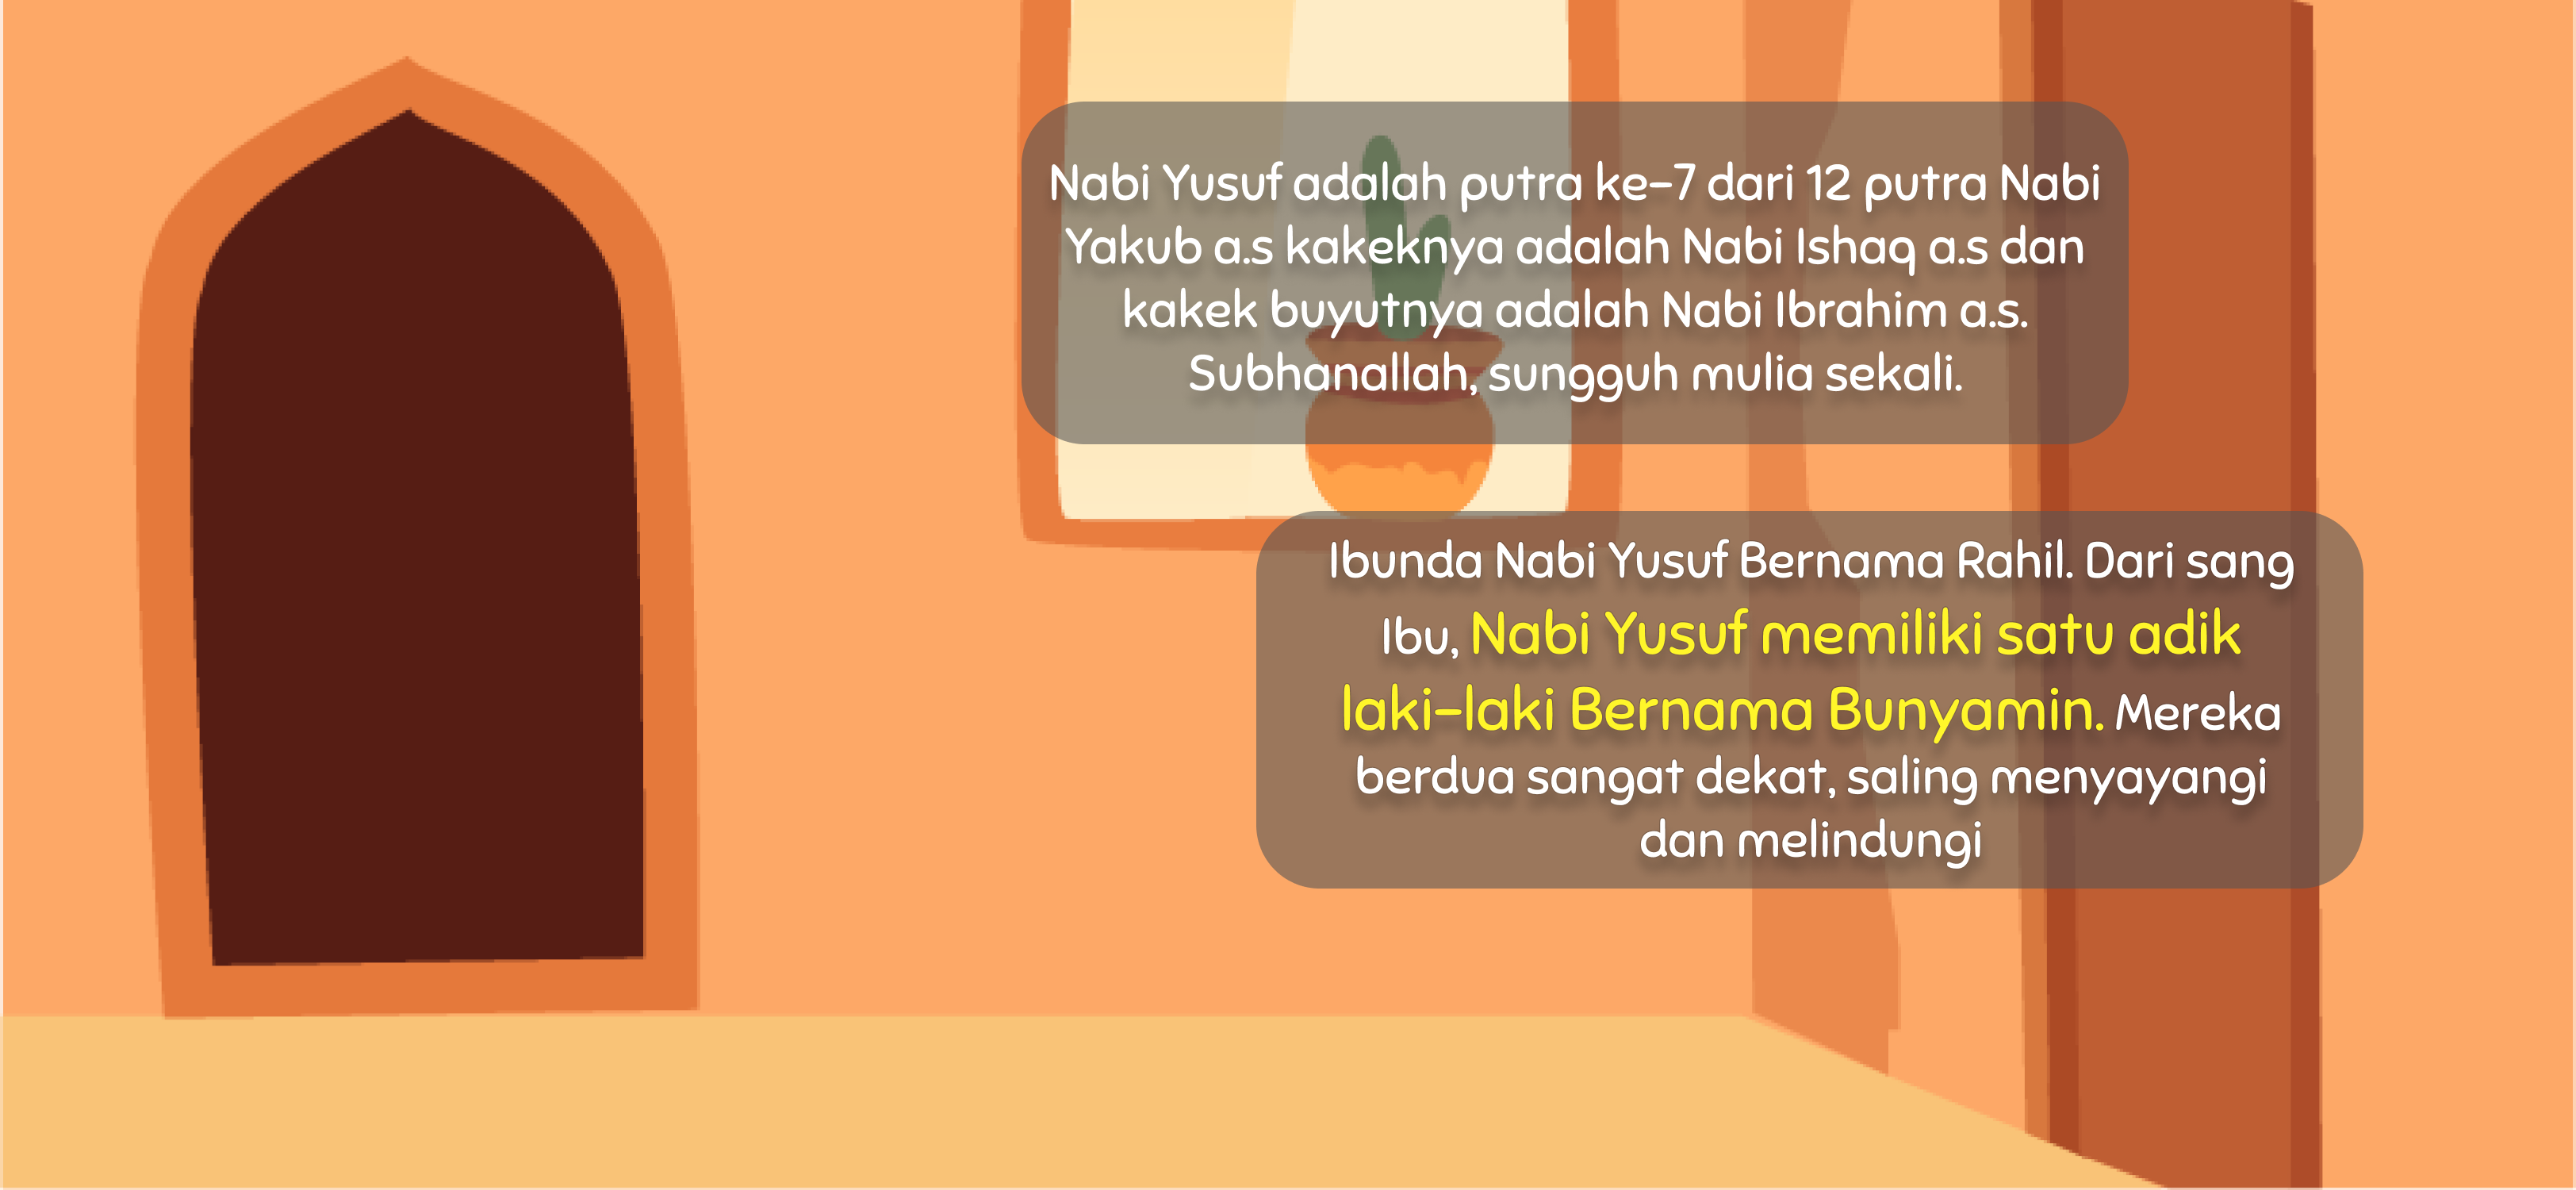 Nabi Yusuf adalah putra ke-7 dari 12 putra Nabi
Yakub a.s kakeknya adalah Nabi Ishaq a.s dan
kakek buyutnya adalah Nabi Ibrahim a.s.
Subhanallah, sungguh mulia sekali.
Ibunda Nabi Yusuf Bernama Rahil. Dari sang
Ibu, Nabi Yusuf memiliki satu adik
laki-laki Bernama Bunyamin. Mereka
berdua sangat dekat, saling menyayangi
dan melindungi